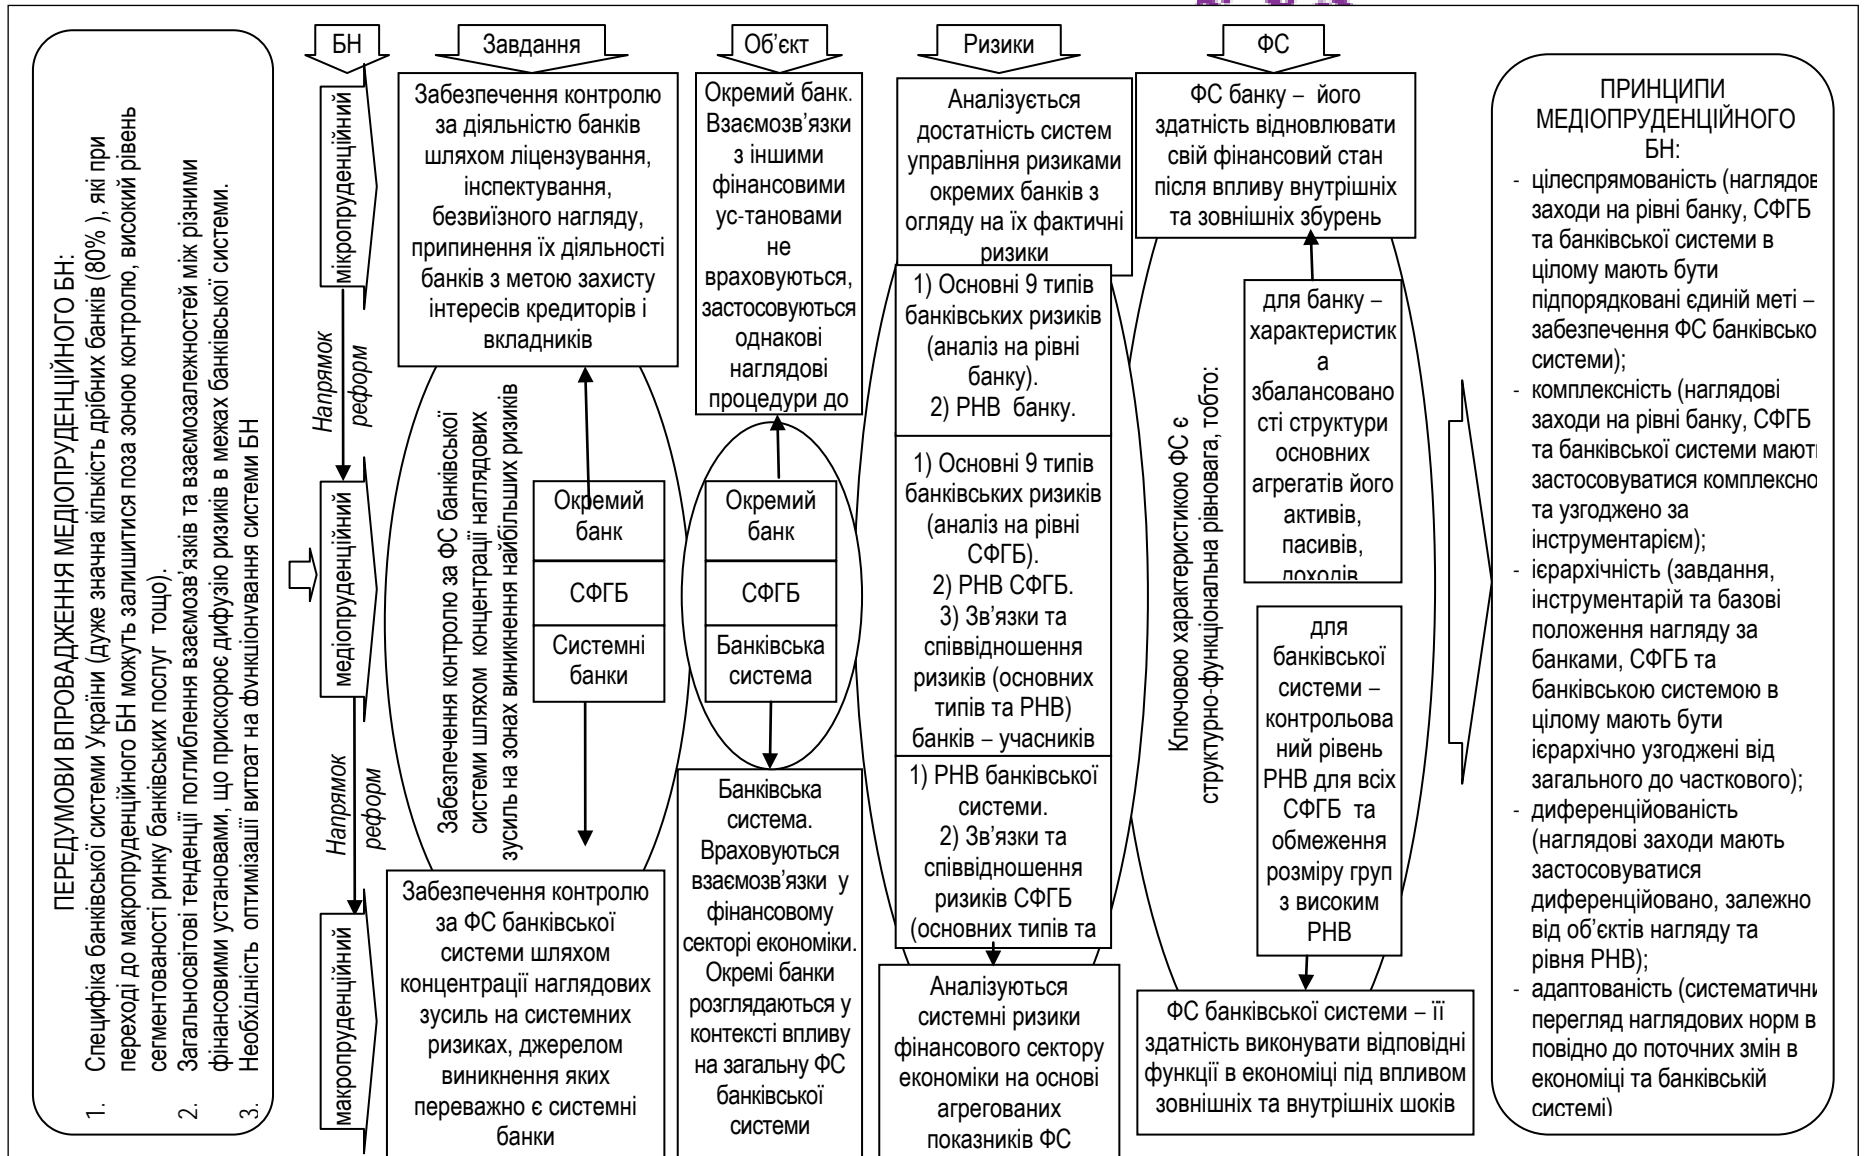 ПЕРЕДУМОВИ ВПРОВАДЖЕННЯ МЕДІОПРУДЕНЦІЙНОГО БН:
1. Специфіка банківської системи України (дуже значна кількість дрібних банків (80% ), які при
переході до макропруденційного БН можуть залишитися поза зоною контролю, високий рівень
сегментованості ринку банківських послуг тощо).
2. Загальносвітові тенденції поглиблення взаємозв’язків та взаємозалежностей між різними
фінансовими установами, що прискорює дифузію ризиків в межах банківської системи.
3. Необхідність оптимізації витрат на функціонування системи БН
БН
мікропруденційний
Напрямок
реформ
медіопруденційний
Напрямок
реформ
макропруденційний
Завдання
Забезпечення контролю
за діяльністю банків
шляхом ліцензування,
інспектування,
безвиїзного нагляду,
припинення їх діяльності
банків з метою захисту
інтересів кредиторів і
вкладників
Забезпечення контролю за ФС банківської
системи шляхом концентрації наглядових
зусиль на зонах виникнення найбільших ризиків
Окремий
банк
СФГБ
Системні
банки
Забезпечення контролю
за ФС банківської
системи шляхом
концентрації наглядових
зусиль на системних
ризиках, джерелом
виникнення яких
переважно є системні
банки
Об’єкт
Окремий банк.
Взаємозв’язки
з іншими
фінансовими
ус-тановами
не
враховуються,
застосовуються
однакові
наглядові
процедури до
Окремий
банк
СФГБ
Банківська
система
Банківська
система.
Враховуються
взаємозв’язки у
фінансовому
секторі економіки.
Окремі банки
розглядаються у
контексті впливу
на загальну ФС
банківської
системи
Ризики
Аналізується
достатність систем
управління ризиками
окремих банків з
огляду на їх фактичні
ризики
1) Основні 9 типів
банківських ризиків
(аналіз на рівні
банку).
2) РНВ банку.
1) Основні 9 типів
банківських ризиків
(аналіз на рівні
СФГБ).
2) РНВ СФГБ.
3) Зв’язки та
співвідношення
ризиків (основних
типів та РНВ)
банків – учасників
1) РНВ банківської
системи.
2) Зв’язки та
співвідношення
ризиків СФГБ
(основних типів та
Аналізуються
системні ризики
фінансового сектору
економіки на основі
агрегованих
показників ФС
ФС
ФС банку – його
здатність відновлювати
свій фінансовий стан
після впливу внутрішніх
та зовнішніх збурень
Ключовою характеристикою ФС є
структурно-функціональна рівновага, тобто:
для банку –
характеристик
а
збалансовано
сті структури
основних
агрегатів його
активів,
пасивів,
доходів
для
банківської
системи –
контрольова
ний рівень
РНВ для всіх
СФГБ та
обмеження
розміру груп
з високим
РНВ
ФС банківської системи – її
здатність виконувати відповідні
функції в економіці під впливом
зовнішніх та внутрішніх шоків
ПРИНЦИПИ
МЕДІОПРУДЕНЦІЙНОГО
БН:
- цілеспрямованість (наглядов
заходи на рівні банку, СФГБ
та банківської системи в
цілому мають бути
підпорядковані єдиній меті –
забезпечення ФС банківсько
системи);
- комплексність (наглядові
заходи на рівні банку, СФГБ
та банківської системи мают
застосовуватися комплексно
та узгоджено за
інструментарієм);
- ієрархічність (завдання,
інструментарій та базові
положення нагляду за
банками, СФГБ та
банківською системою в
цілому мають бути
ієрархічно узгоджені від
загального до часткового);
- диференційованість
(наглядові заходи мають
застосовуватися
диференційовано, залежно
від об’єктів нагляду та
рівня РНВ);
- адаптованість (систематични
перегляд наглядових норм в
повідно до поточних змін в
економіці та банківській
системі)